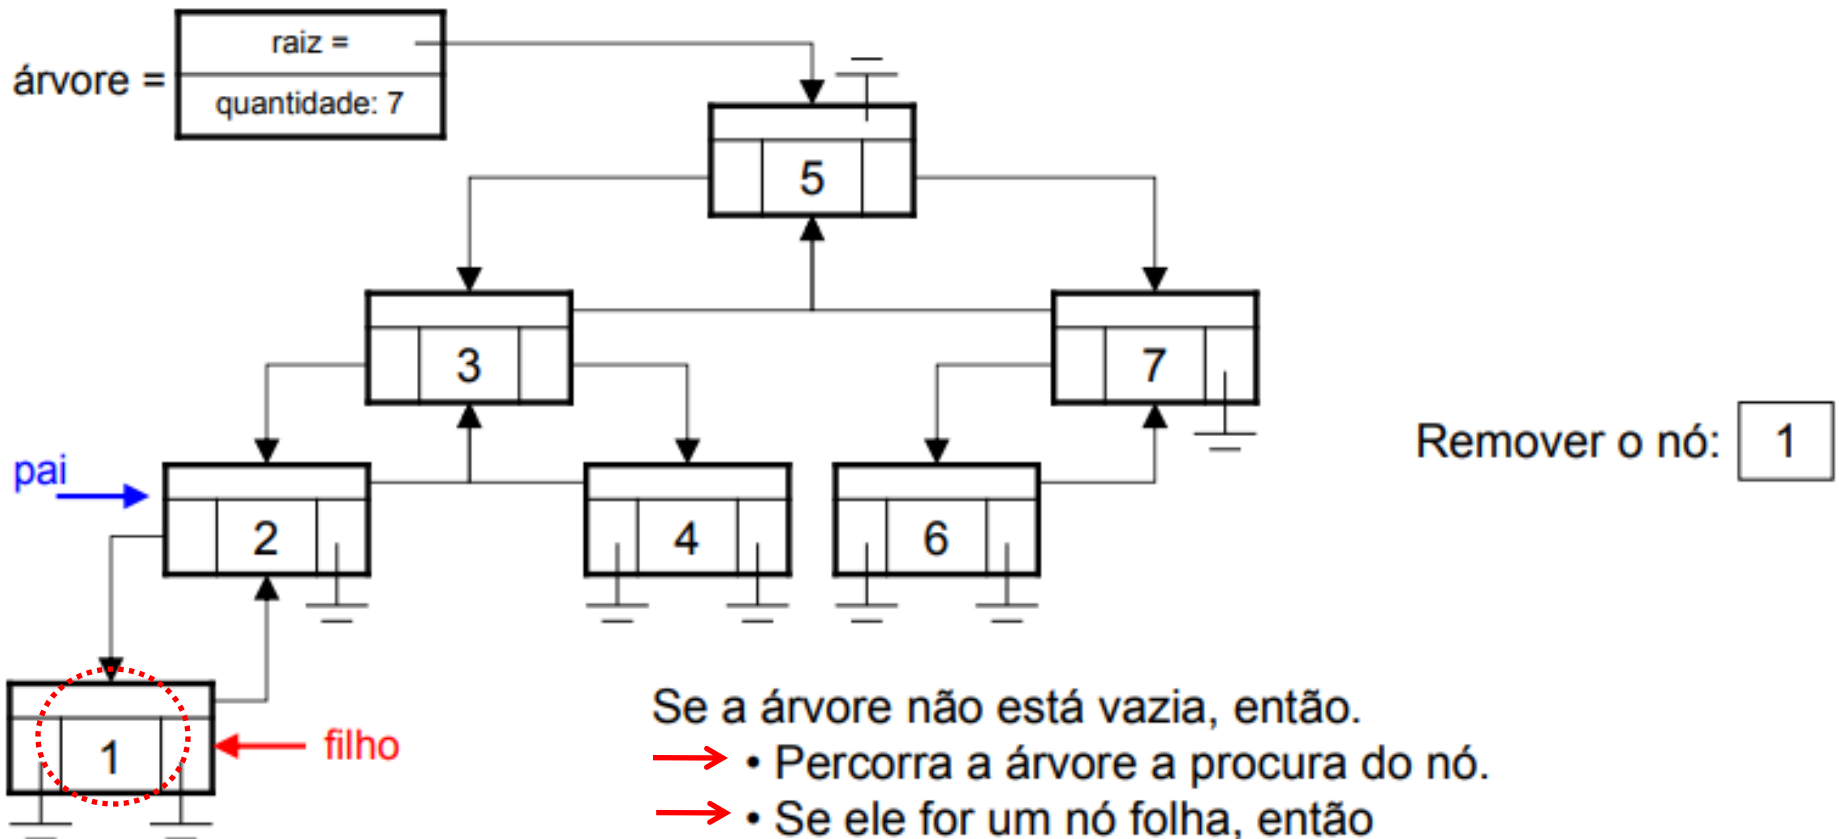 raiz =
árvore =
quantidade: 7
5
3
7
Remover o nó: 1
pai
2
4
6
1
filho
Se a árvore não está vazia, então.
• Percorra a árvore a procura do nó.
• Se ele for um nó folha, então